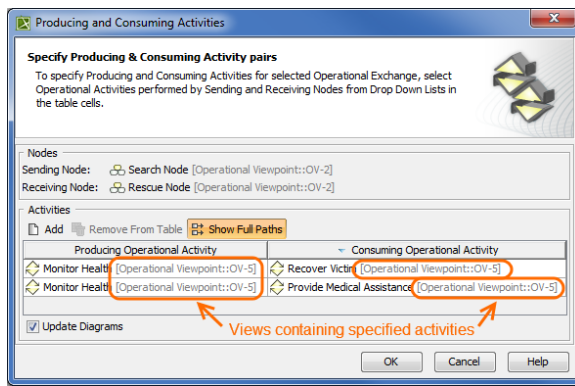 Producing and Consuming Activities
Specify Producing & Consuming Activity pairs
To specify Producing and Consuming Activities for selected Operational Exchange, select
Operational Activities performed by Sending and Receiving Nodes from Drop Down Lists in
the table cells.
Nodes
Sending Node: Search Node [Operational Viewpoint::OV-2]
Receiving Node: Rescue Node [Operational Viewpoint::OV-2]
Activities
Add Remove From Table Show Full Paths
Producing Operational Activity Consuming Operational Activity
Monitor Health [Operational Viewpoint::OV-5] Recover Victim [Operational Viewpoint::OV-5]
Monitor Health [Operational Viewpoint::OV-5] Provide Medical Assistance [Operational Viewpoint::OV-5]
Update Diagrams
Views containing specified activities
OK Cancel Help